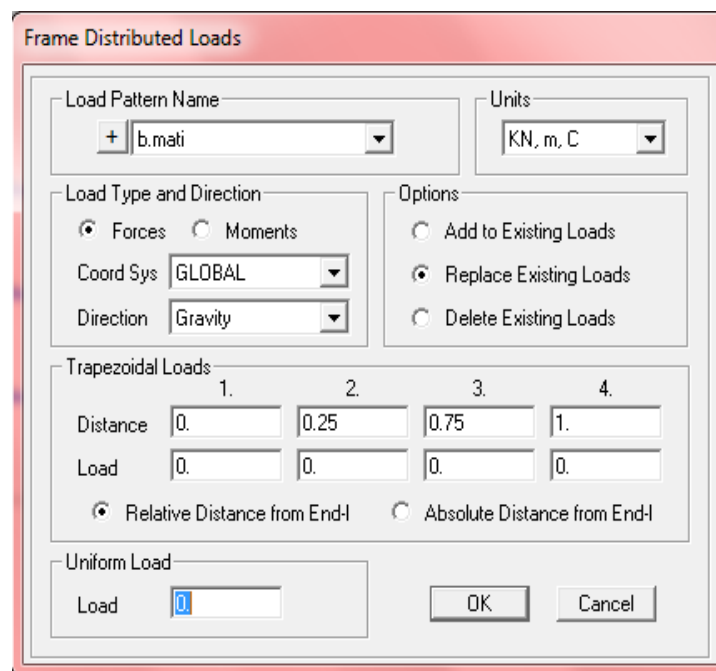 Frame Distributed Loads
Load Pattern Name
+ b.mati
Units
KN, m, C
Load Type and Direction
Forces Moments
Coord Sys GLOBAL
Direction Gravity
Options
Add to Existing Loads
Replace Existing Loads
Delete Existing Loads
Trapezoidal Loads
1. 2. 3. 4.
Distance 0. 0.25 0.75 1.
Load 0. 0. 0. 0.
Relative Distance from End-I Absolute Distance from End-I
Uniform Load
Load 0.
OK Cancel